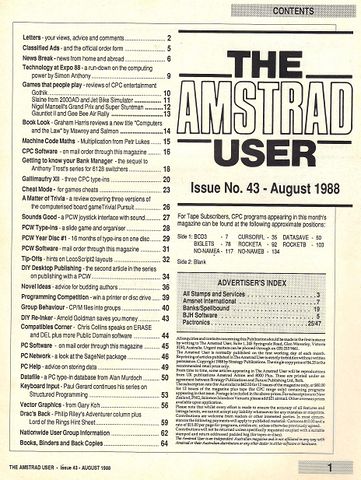 CONTENTS
Letters - your views, advice and comments 2
Classified Ads - and the official order form 5
News Break - news from home and abroad 6
Technology at Expo 88 - a run-down on the computing
power by Simon Anthony 9
Games that people play - reviews of CPC entertainment
Gothik 10
Slaine from 2000AD and Jet Bike Simulator 11
Nigel Mansell's Grand Prix and Super Stuntman 12
Gauntlet II and Gee Bee Air Rally 13
Book Look - Graham Harris reviews a new title "Computers
and the Law" by Mawrey and Salmon 14
Machine Code Maths - Multiplication from Petr Lukes 15
CPC Software - on mail order through this magazine 16
Getting to know your Bank Manager - the sequel to
Anthony Trost's series for 6128 switchers 18
Gallimaufry XII - three CPC type-ins 20
Cheat Mode - for games cheats 23
A Matter of Trivia - a review covering three versions of
the computerised board game Trivial Pursuit 26
Sounds Good - a PCW joystick interface with sound 27
PCW Type-ins - a slide game and organiser 28
PCW Year Disc #1 - 16 months of type-ins on one disc 29
PCW Software - mail order through this magazine 31
Tip-Offs - hints on LocoScript2 layouts 32
DIY Desktop Publishing - the second article in the series
on publishing with a PCW 34
Novel Ideas - advice for budding authors 36
Programming Competition - win a printer or disc drive 39
Group Behaviour - CP/M files into groups 40
DIY Re-Inker - Arnold Goldman saves you money 43
Compatibles Corner - Chris Collins speaks on ERASE
and DEL plus more Public Domain software 44
PC Software - on mail order through this magazine 45
PC Network - a look at the SageNet package 46
PC Help - advice on hard discs 49
Datafile - a PC type-in database from Alan Murdoch 50
Keyboard Input - Paul Gerard continues his series on
Structured Programming 53
Vector Graphics - from Gary Koh 56
Drac's Back - Philip Riley's Adventurer column plus
Lord of the Rings Hint Sheet 59
Nationwide User Group Information 62
Books, Binders and Back Copies 64
THE AMSTRAD USER - Issue 43 - AUGUST 1988
THE
AMSTRAD
USER
Issue No. 43 - August 1988
For Tape Subscribers, CPC programs appearing in this month's
magazine can be found at the following approximate positions:
Side 1: BCD3 - 7 CURSORFL - 35 DATASAVE - 60
BIGLETS - 78 ROCKETA - 92 ROCKETB - 103
NO-NAMEA - 117 NO-NAMEB - 134
Side 2: Blank
ADVERTISER'S INDEX
All Stamps and Services 3
Amsnet International 7
Banks/Spellbound 19
BJH Software 7
Pactronics 25/47
1